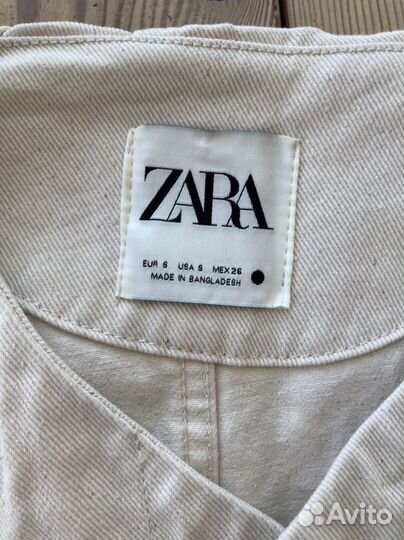 ZARA
EUR S USA S MEX 26
MADE IN BANGLADESH
Avito